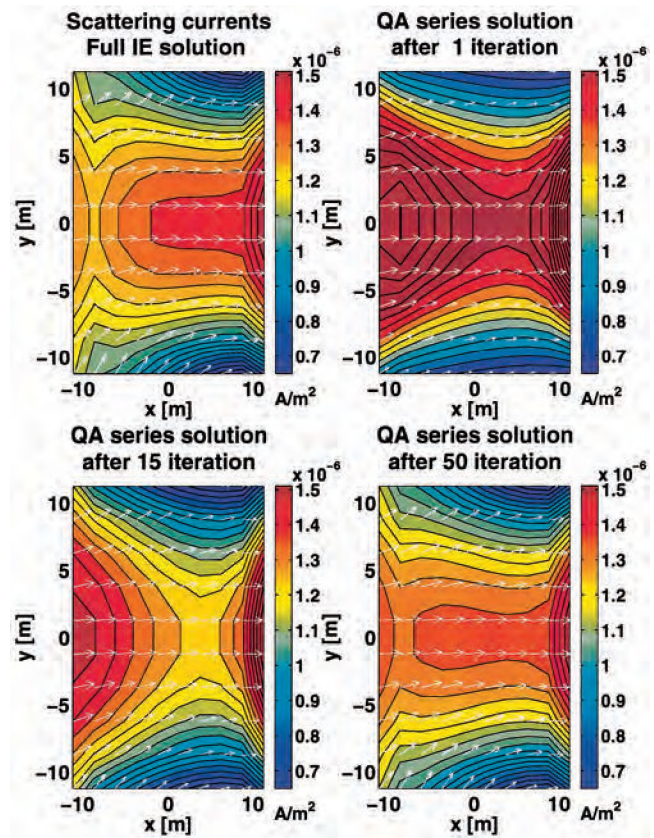 Scattering currents
Full IE solution
x 10⁻⁶
10
5
0
−5
−10
y [m]
−10
0
10
x [m]
1.5
1.4
1.3
1.2
1.1
1
0.9
0.8
0.7
A/m²
QA series solution
after 1 iteration
x 10⁻⁶
10
5
0
−5
−10
y [m]
−10
0
10
x [m]
1.5
1.4
1.3
1.2
1.1
1
0.9
0.8
0.7
A/m²
QA series solution
after 15 iteration
x 10⁻⁶
10
5
0
−5
−10
y [m]
−10
0
10
x [m]
1.5
1.4
1.3
1.2
1.1
1
0.9
0.8
0.7
A/m²
QA series solution
after 50 iteration
x 10⁻⁶
10
5
0
−5
−10
y [m]
−10
0
10
x [m]
1.5
1.4
1.3
1.2
1.1
1
0.9
0.8
0.7
A/m²